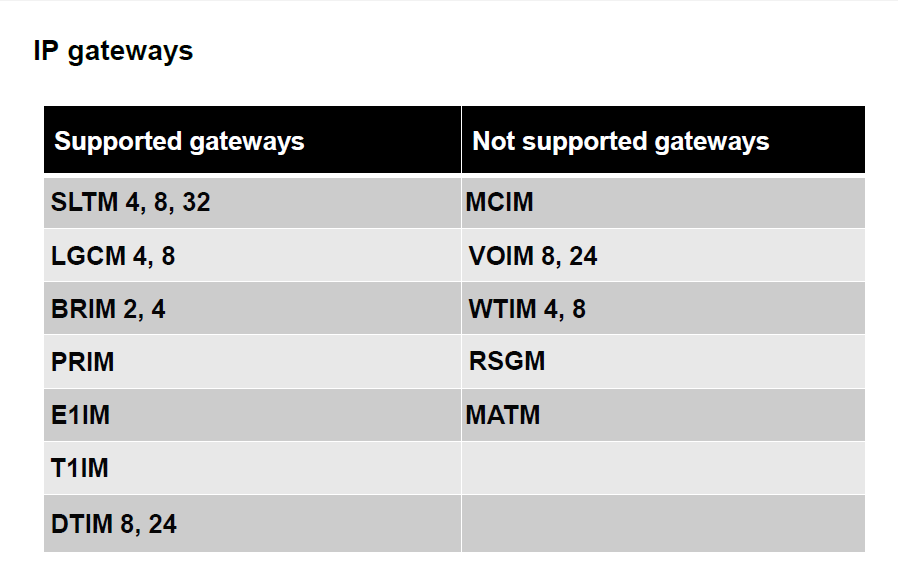 IP gateways
Supported gateways Not supported gateways
SLTM 4, 8, 32 MCIM
LGCM 4, 8 VOIM 8, 24
BRIM 2, 4 WTIM 4, 8
PRIM RSGM
E1IM MATM
T1IM
DTIM 8, 24